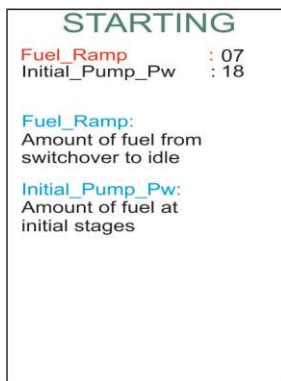 STARTING
Fuel_Ramp : 07
Initial_Pump_Pw : 18
Fuel_Ramp:
Amount of fuel from
switchover to idle
Initial_Pump_Pw:
Amount of fuel at
initial stages